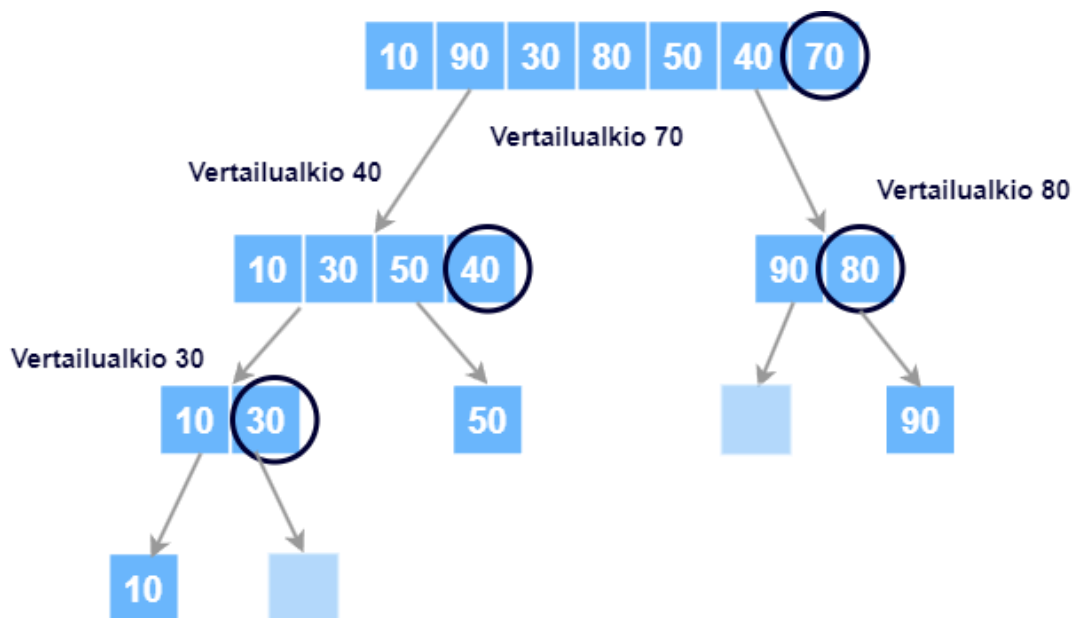 10 90 30 80 50 40 70
Vertailualkio 70
Vertailualkio 40
Vertailualkio 80
10 30 50 40
90 80
Vertailualkio 30
10 30
50
90
10